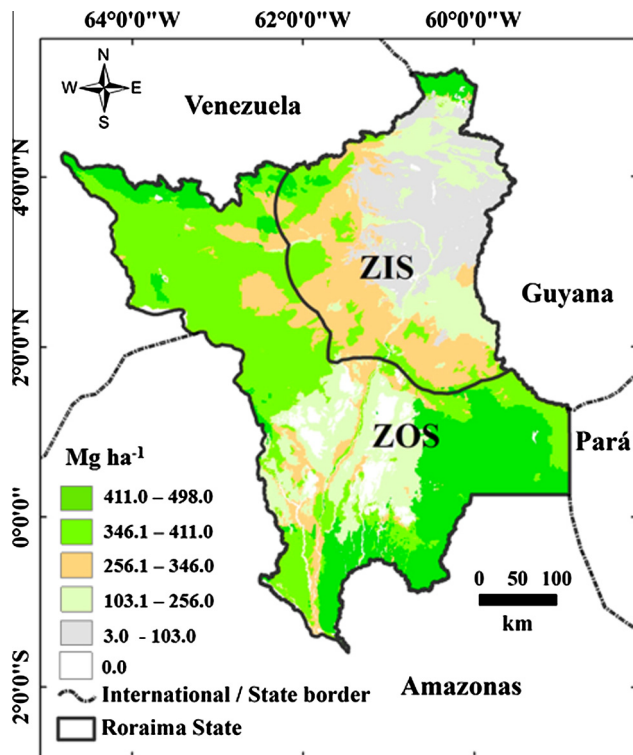 64°0'0"W 62°0'0"W 60°0'0"W
N
W E
S
Venezuela
4°0'0"N
ZIS
Guyana
2°0'0"N
ZOS
Pará
Mg ha-1
411.0 – 498.0
346.1 – 411.0
0°0'0"
256.1 – 346.0
103.1 – 256.0
0 50 100
km
3.0 - 103.0
0.0
2°0'0"S
International / State border
Amazonas
Roraima State